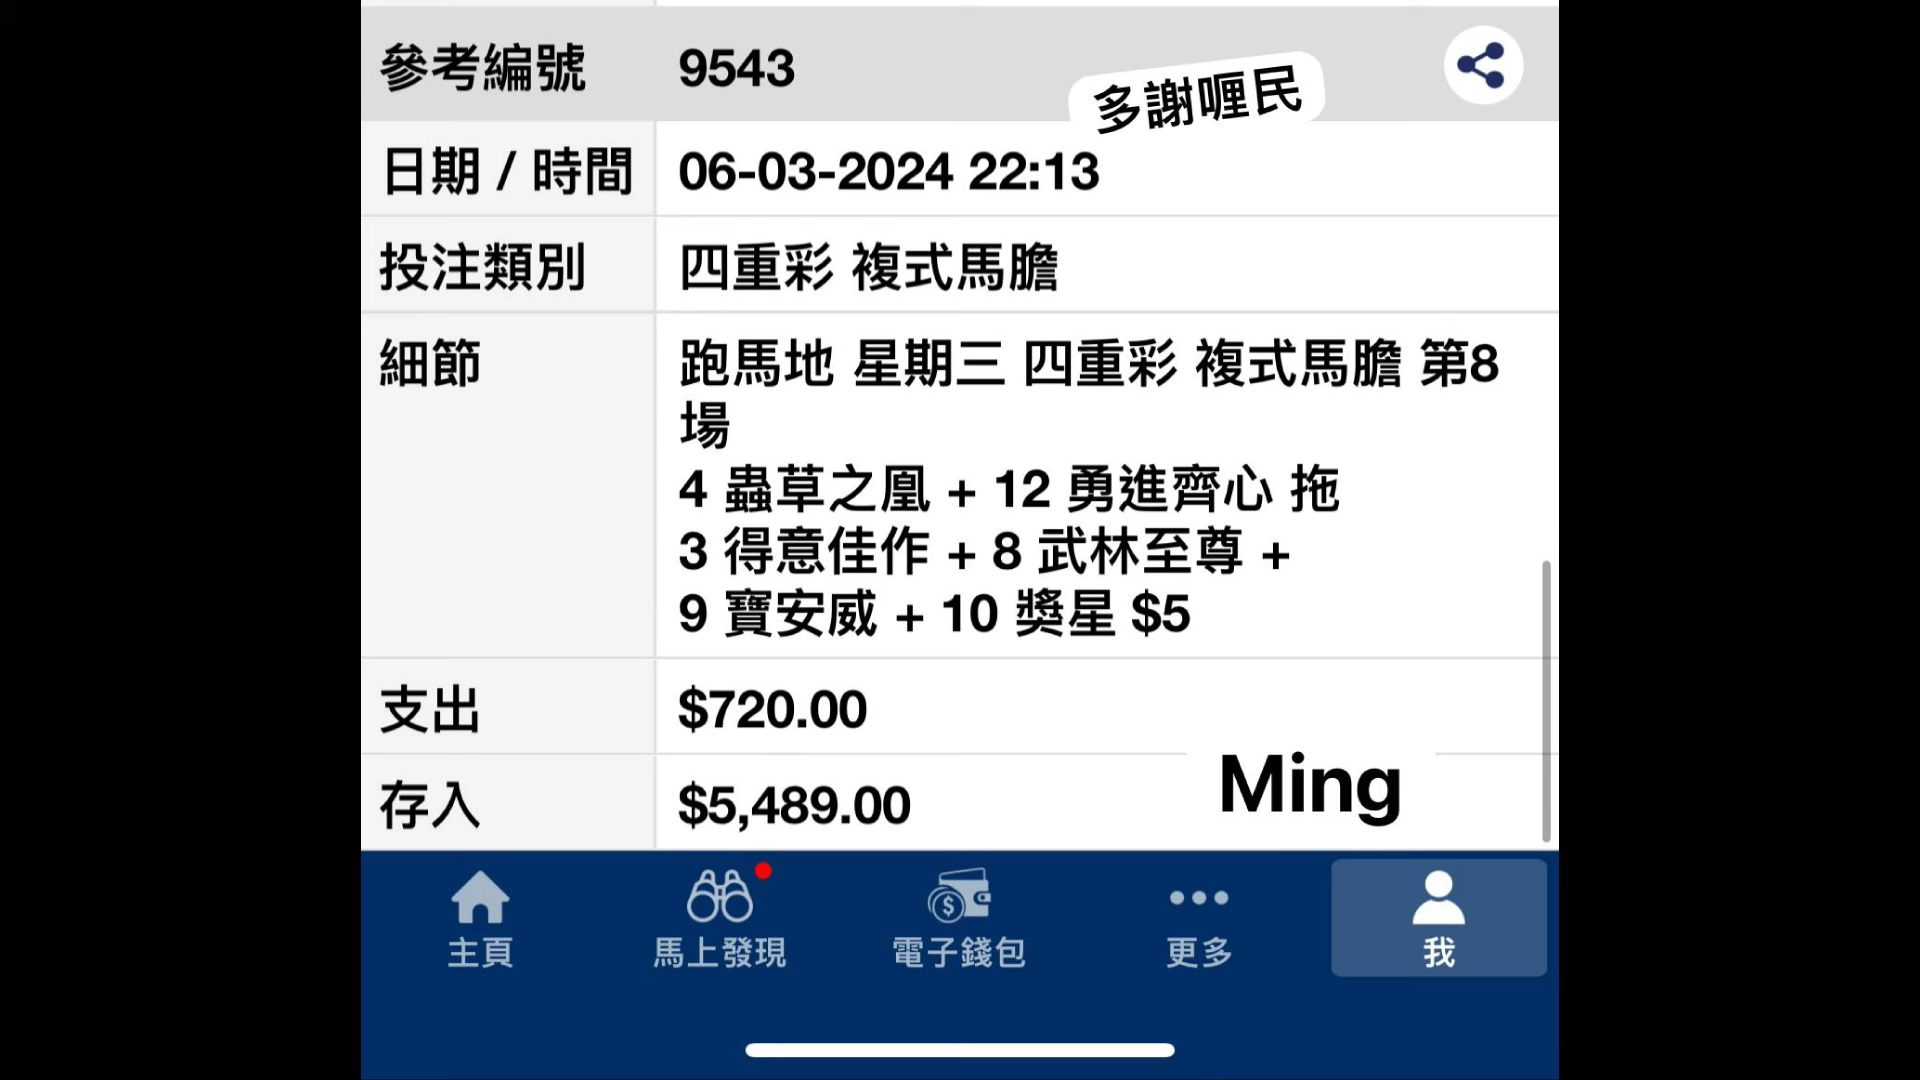 參考編號 9543
多謝喱民
日期 / 時間 06-03-2024 22:13
投注類別 四重彩 複式馬膽
細節 跑馬地 星期三 四重彩 複式馬膽 第8
場
4 蟲草之凰 + 12 勇進齊心 拖
3 得意佳作 + 8 武林至尊 +
9 寶安威 + 10 獎星 $5
支出 $720.00
存入 $5,489.00
Ming
主頁 馬上發現 電子錢包 更多 我